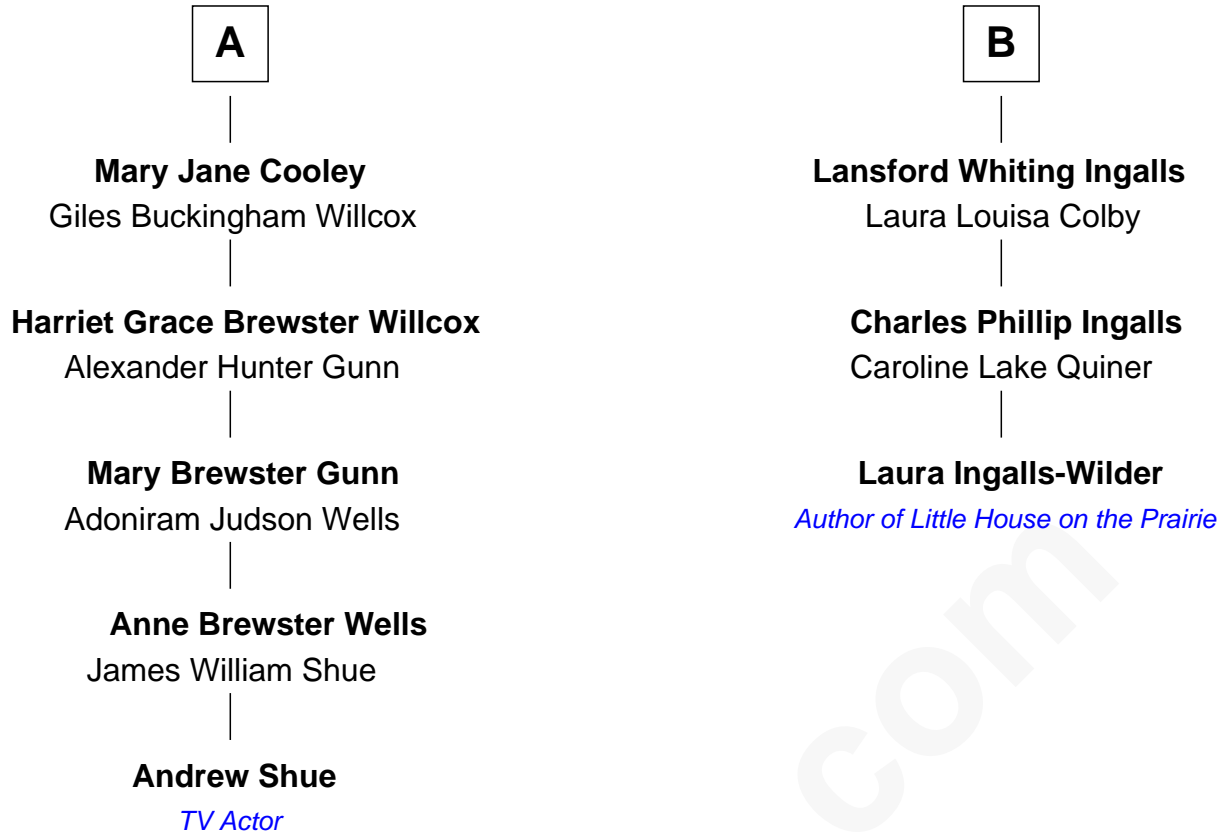 A
Mary Jane Cooley
Giles Buckingham Willcox
Harriet Grace Brewster Willcox
Alexander Hunter Gunn
Mary Brewster Gunn
Adoniram Judson Wells
Anne Brewster Wells
James William Shue
Andrew Shue
TV Actor
B
Lansford Whiting Ingalls
Laura Louisa Colby
Charles Phillip Ingalls
Caroline Lake Quiner
Laura Ingalls-Wilder
Author of Little House on the Prairie
com